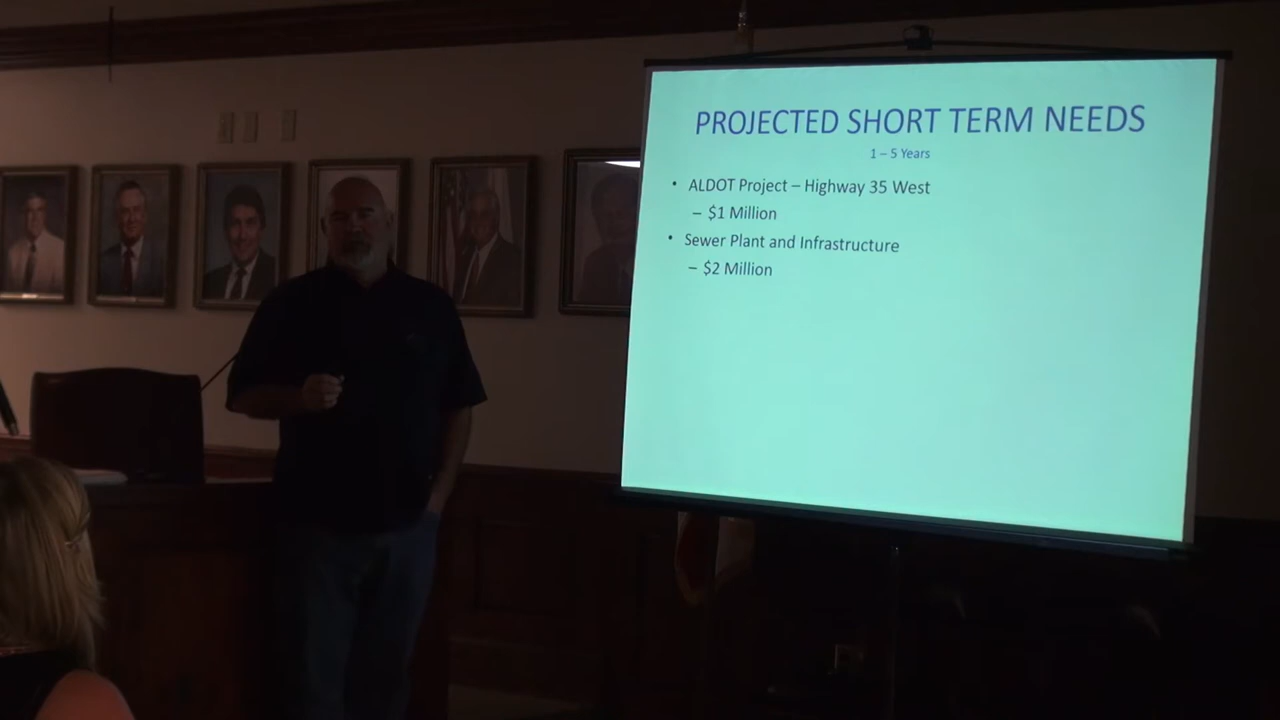 PROJECTED SHORT TERM NEEDS
1 – 5 Years
• ALDOT Project – Highway 35 West
– $1 Million
• Sewer Plant and Infrastructure
– $2 Million